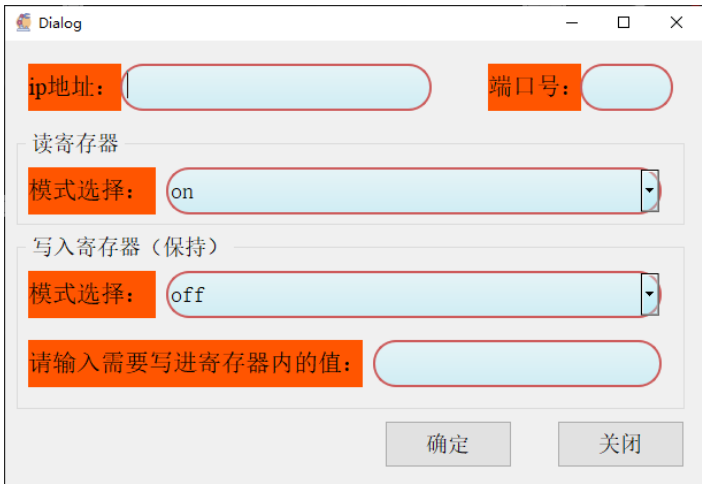 Dialog
ip地址： 端口号：
读寄存器
模式选择： on
写入寄存器（保持）
模式选择： off
请输入需要写进寄存器内的值：
确定 关闭